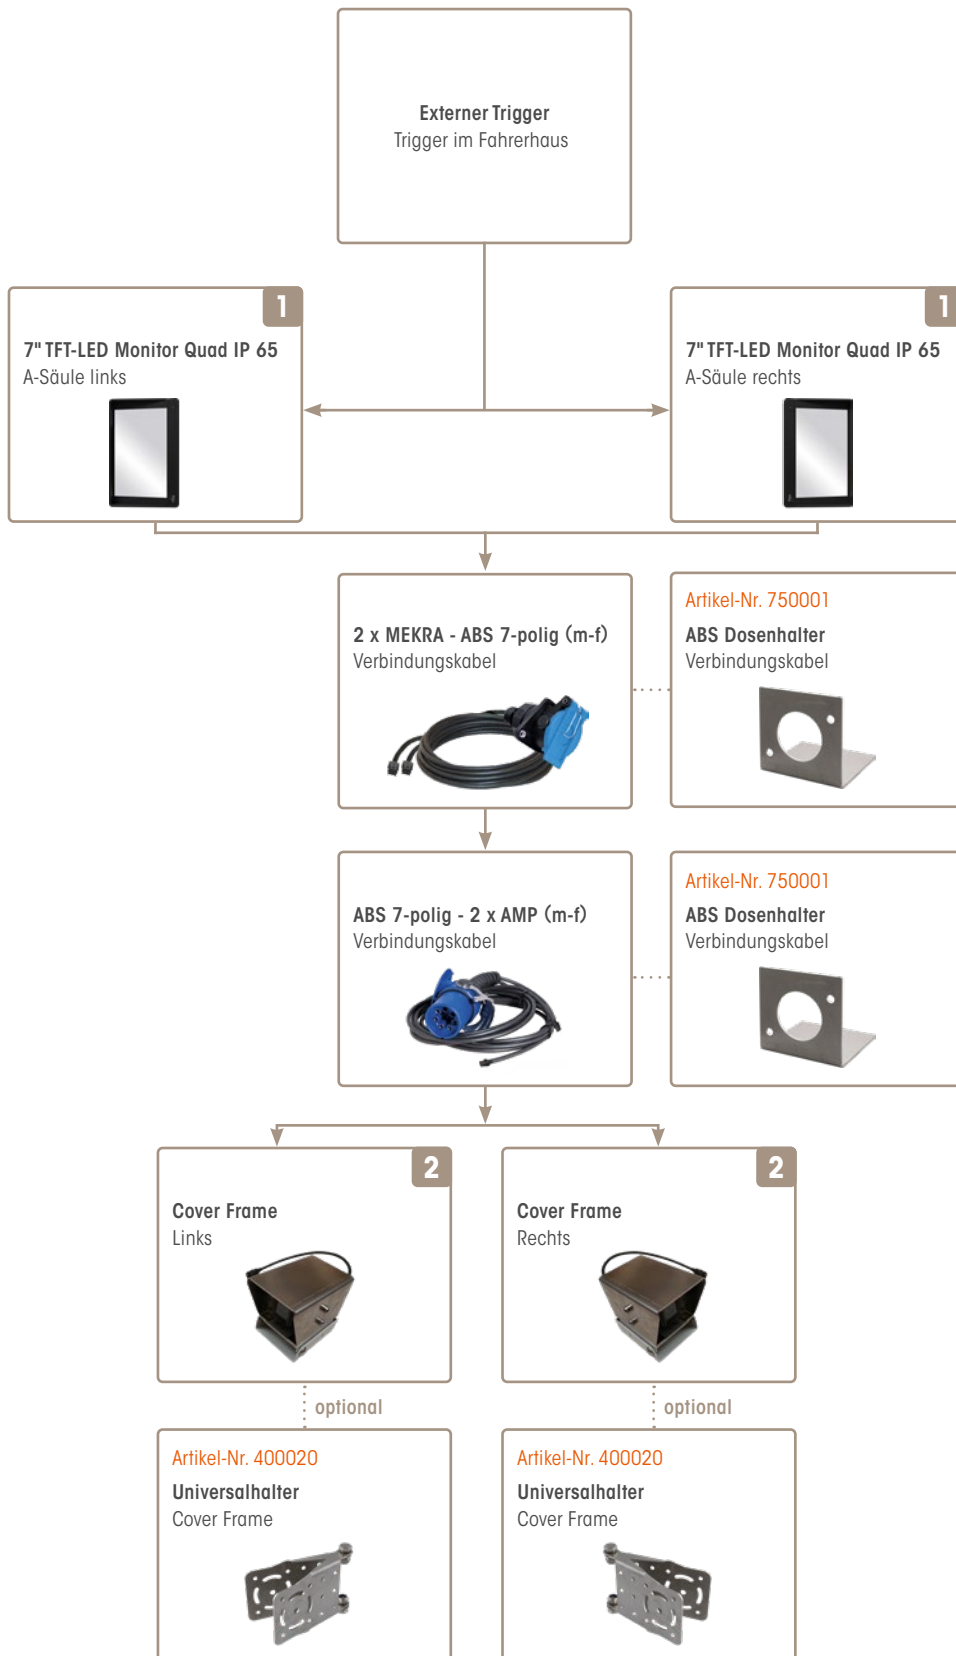 Externer Trigger
Trigger im Fahrerhaus
1
7" TFT-LED Monitor Quad IP 65
A-Säule links
1
7" TFT-LED Monitor Quad IP 65
A-Säule rechts
2 x MEKRA - ABS 7-polig (m-f)
Verbindungskabel
Artikel-Nr. 750001
ABS Dosenhalter
Verbindungskabel
ABS 7-polig - 2 x AMP (m-f)
Verbindungskabel
Artikel-Nr. 750001
ABS Dosenhalter
Verbindungskabel
2
Cover Frame
Links
2
Cover Frame
Rechts
optional
optional
Artikel-Nr. 400020
Universalhalter
Cover Frame
Artikel-Nr. 400020
Universalhalter
Cover Frame